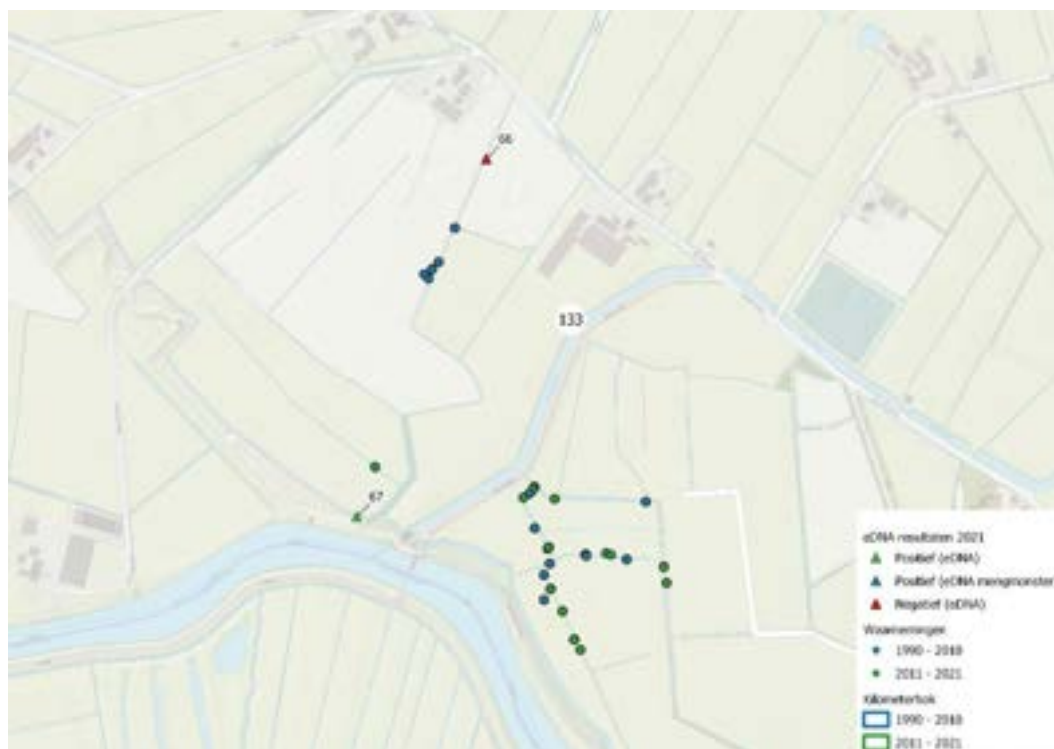 66
133
67
eDNA resultaten 2021
Positief (eDNA)
Positief (eDNA mengmonster
Negatief (eDNA)
Waarnemingen
1990 - 2010
2011 - 2021
Kilometerhok
1990 - 2010
2011 - 2021